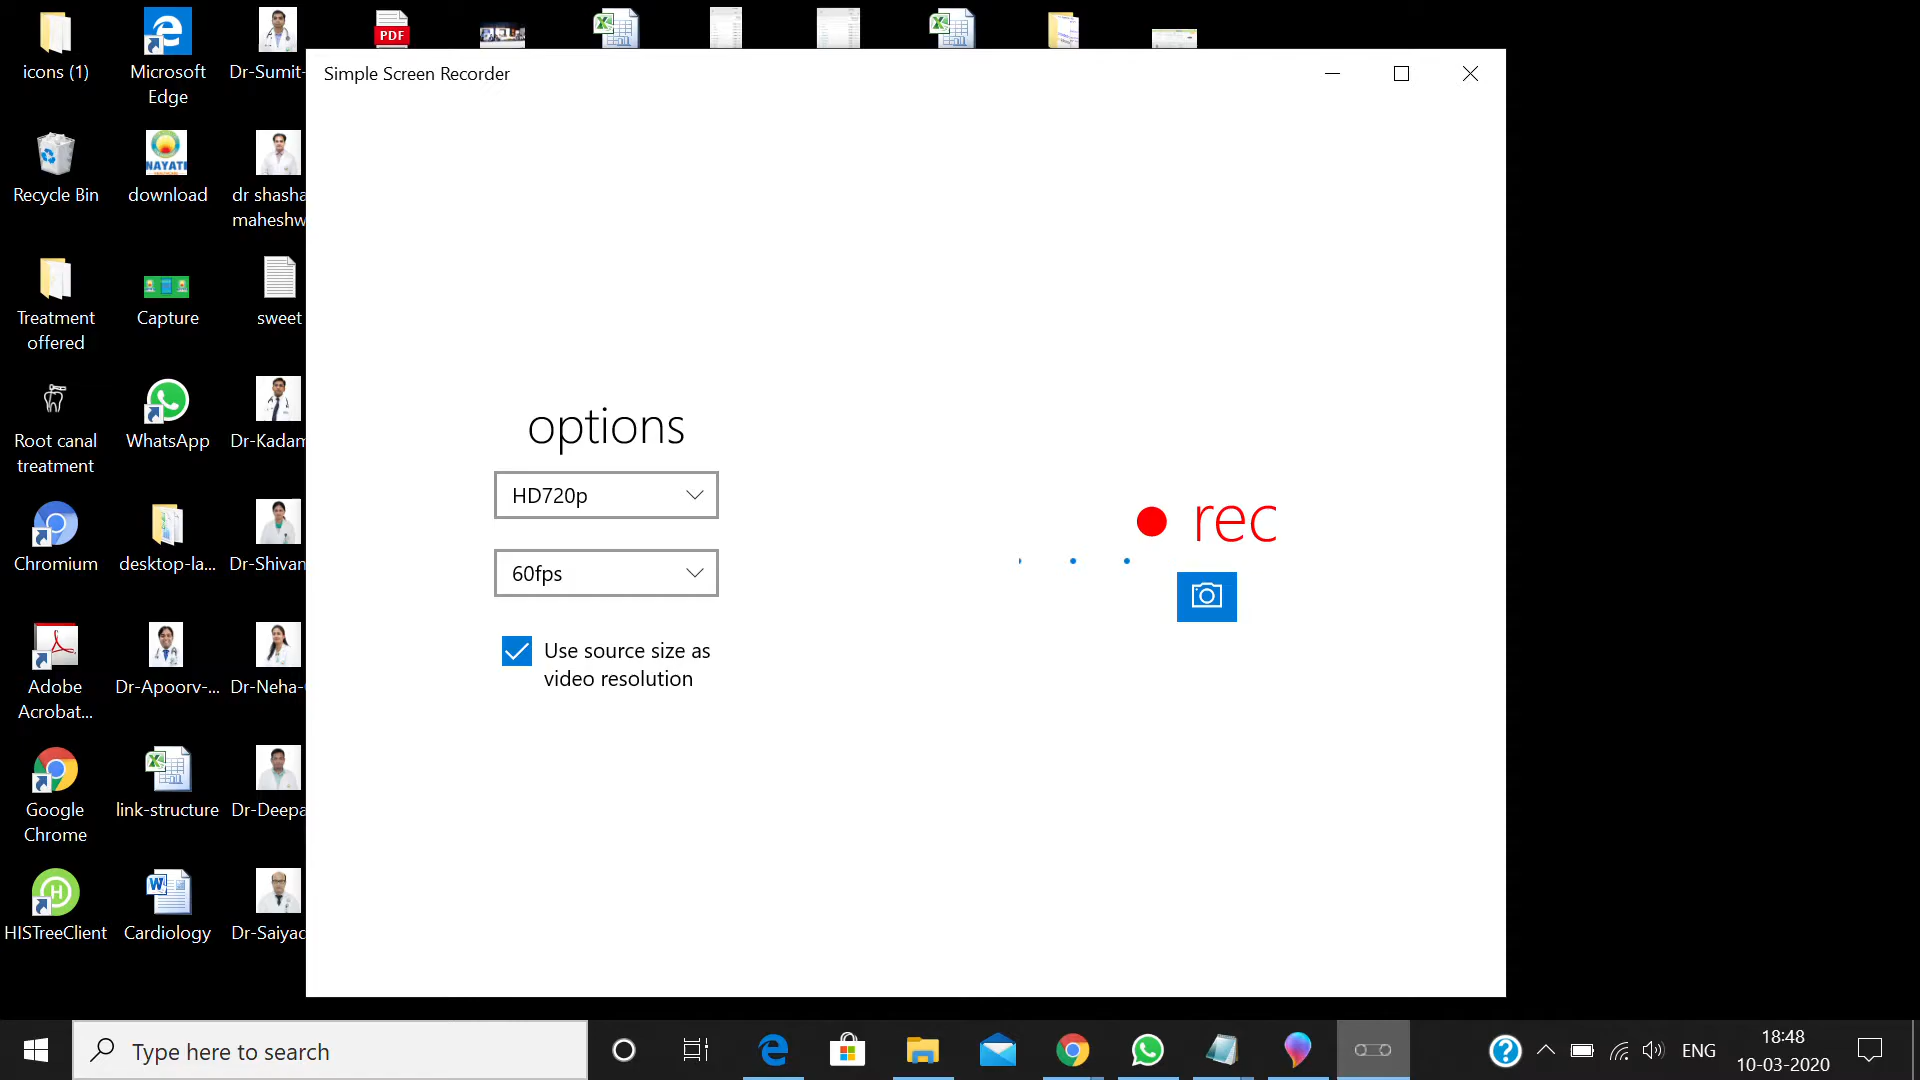 icons (1)
Microsoft
Edge
Dr-Sumit-
PDF
Simple Screen Recorder
Recycle Bin
NAYATI
download
dr shasha
maheshw
Treatment
offered
Capture
sweet
Root canal
treatment
WhatsApp
Dr-Kadam
Chromium
desktop-la...
Dr-Shivan
Adobe
Acrobat...
Dr-Apoorv-...
Dr-Neha-
Google
Chrome
link-structure
Dr-Deepa
HISTreeClient
Cardiology
Dr-Saiyad
options
HD720p
60fps
Use source size as
video resolution
rec
Type here to search
ENG
18:48
10-03-2020